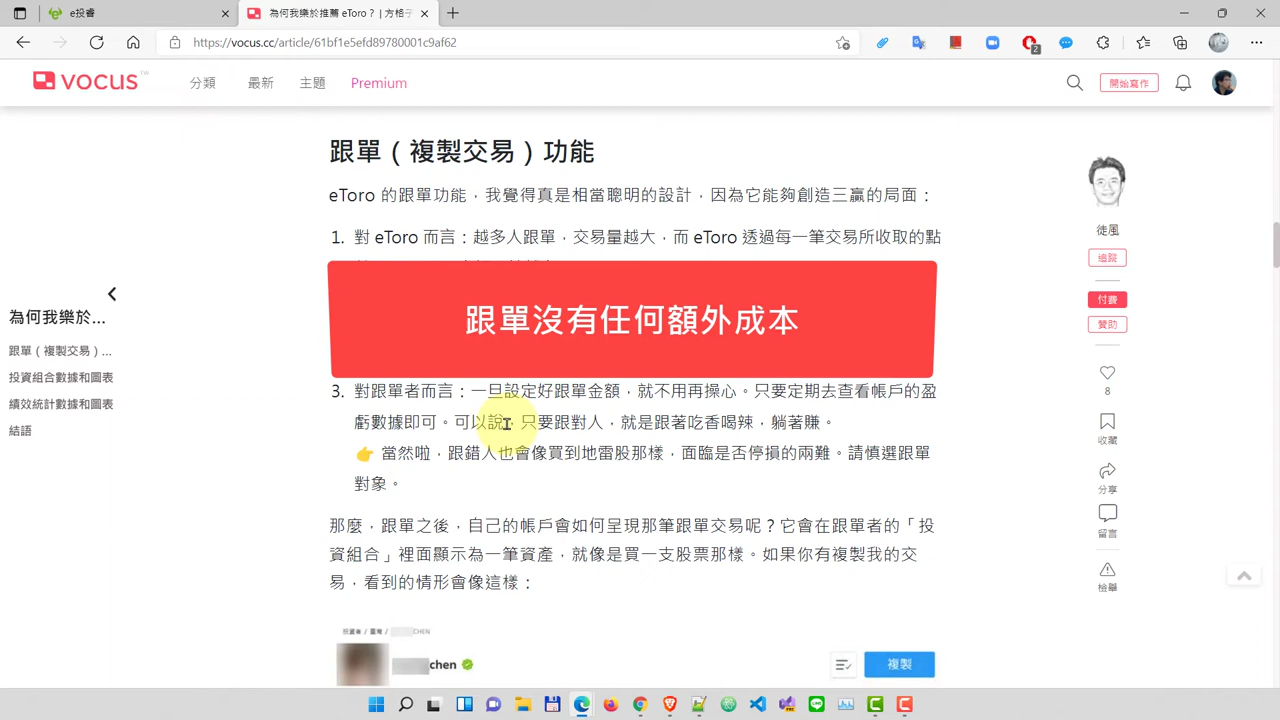 e投睿
為何我樂於推薦 eToro？｜方格子
https://vocus.cc/article/61bf1e5efd89780001c9af62
2
VOCUS™
分類
最新
主題
Premium
開始寫作
跟單（複製交易）功能
eToro 的跟單功能，我覺得真是相當聰明的設計，因為它能夠創造三贏的局面：
1. 對 eToro 而言：越多人跟單，交易量越大，而 eToro 透過每一筆交易所收取的點
跟單沒有任何額外成本
3. 對跟單者而言：一旦設定好跟單金額，就不用再操心。只要定期去查看帳戶的盈
虧數據即可。可以說，只要跟對人，就是跟著吃香喝辣，躺著賺。
👉 當然啦，跟錯人也會像買到地雷股那樣，面臨是否停損的兩難。請慎選跟單
對象。
那麼，跟單之後，自己的帳戶會如何呈現那筆跟單交易呢？它會在跟單者的「投
資組合」裡面顯示為一筆資產，就像是買一支股票那樣。如果你有複製我的交
易，看到的情形會像這樣：
投資者 / 臺灣 / CHEN
chen
複製
為何我樂於...
跟單（複製交易）...
投資組合數據和圖表
績效統計數據和圖表
結語
徒風
追蹤
付費
贊助
8
收藏
分享
留言
檢舉